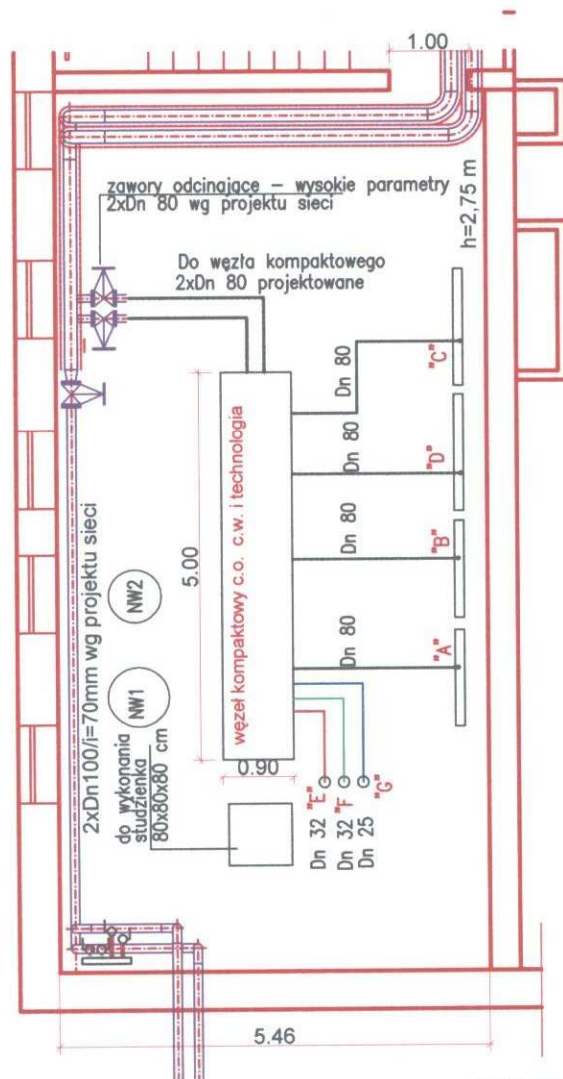 1.00
zawory odcinające – wysokie parametry
2xDn 80 wg projektu sieci
h=2,75 m
Do węzła kompaktowego
2xDn 80 projektowane
Dn 80
"C"
Dn 80
"D"
Dn 80
"B"
Dn 80
"A"
węzeł kompaktowy c.o. c.w. i technologia
5.00
0.90
2xDn100/i=70mm wg projektu sieci
NW2
NW1
do wykonania
studzienka
80x80x80 cm
Dn 32 "E"
Dn 32 "F"
Dn 25 "G"
5.46